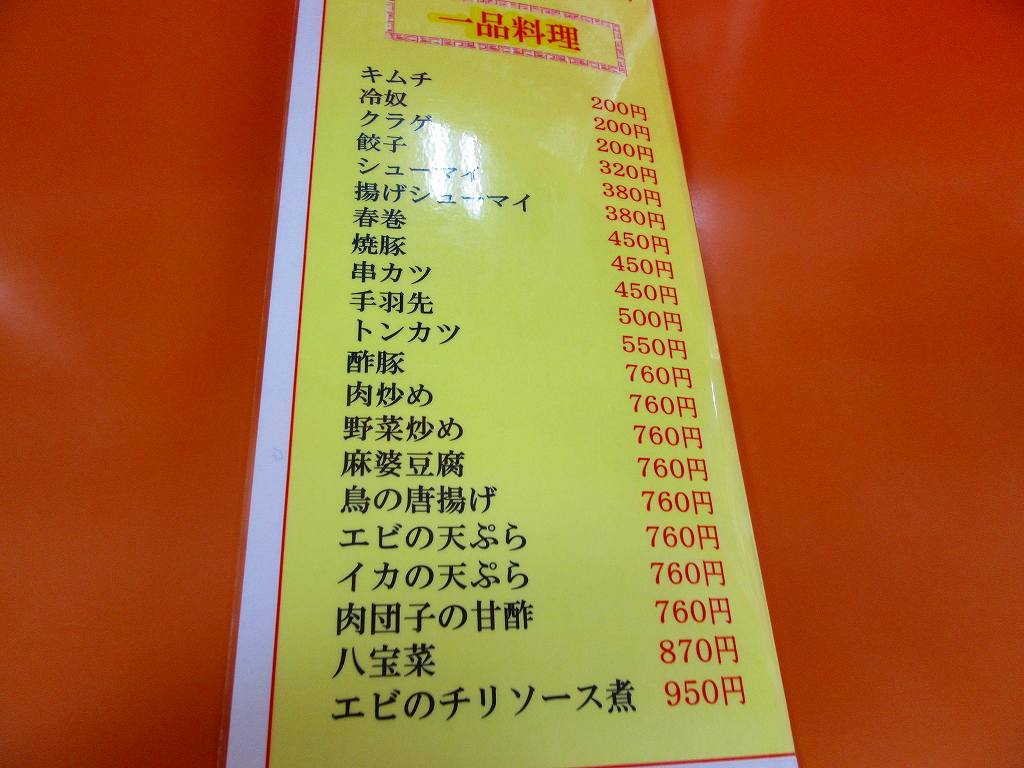 一品料理
キムチ 200円
冷奴 200円
クラゲ 200円
餃子 320円
シューマイ 380円
揚げシューマイ 380円
春巻 450円
焼豚 450円
串カツ 450円
手羽先 500円
トンカツ 550円
酢豚 760円
肉炒め 760円
野菜炒め 760円
麻婆豆腐 760円
鳥の唐揚げ 760円
エビの天ぷら 760円
イカの天ぷら 760円
肉団子の甘酢 760円
八宝菜 870円
エビのチリソース煮 950円